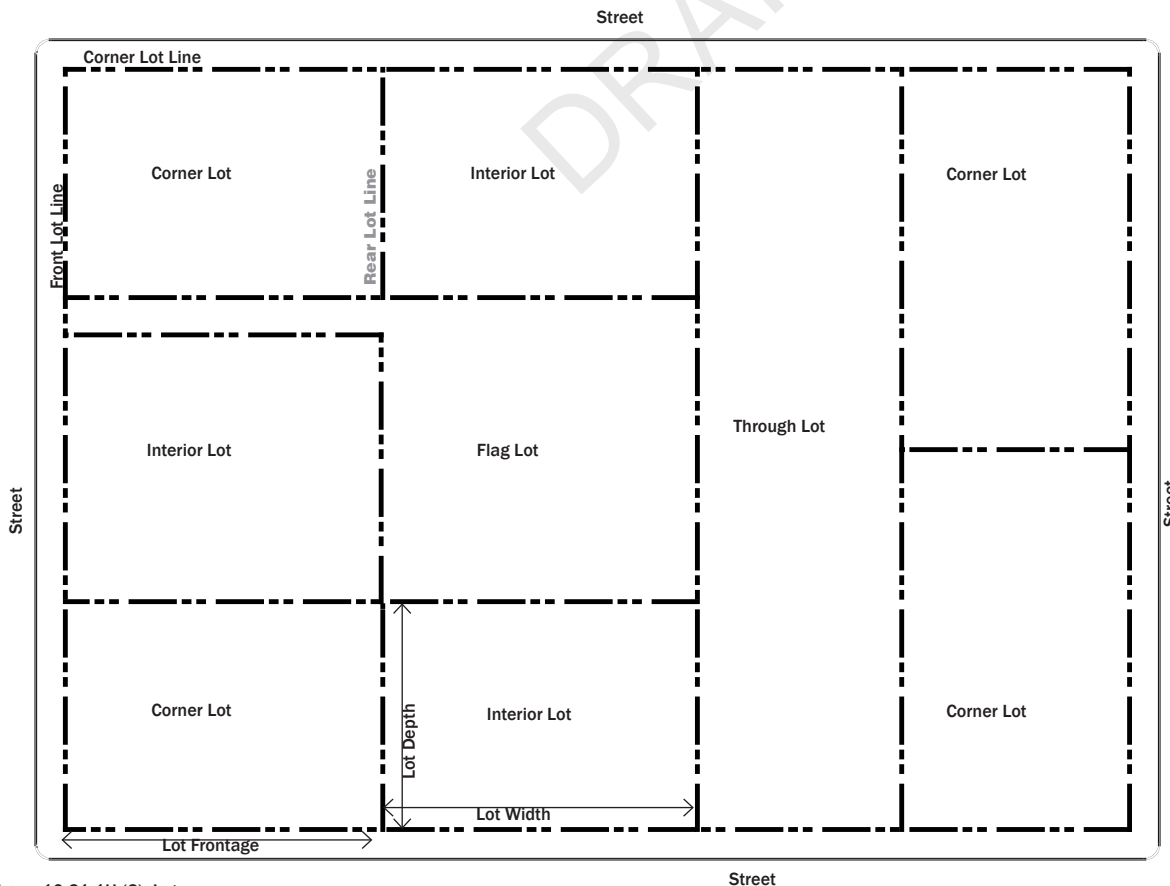 Street
Corner Lot Line
Corner Lot
Interior Lot
Corner Lot
Front Lot Line
Rear Lot Line
Interior Lot
Flag Lot
Through Lot
Street
Street
Corner Lot
Interior Lot
Corner Lot
Lot Depth
Lot Width
Lot Frontage
Street